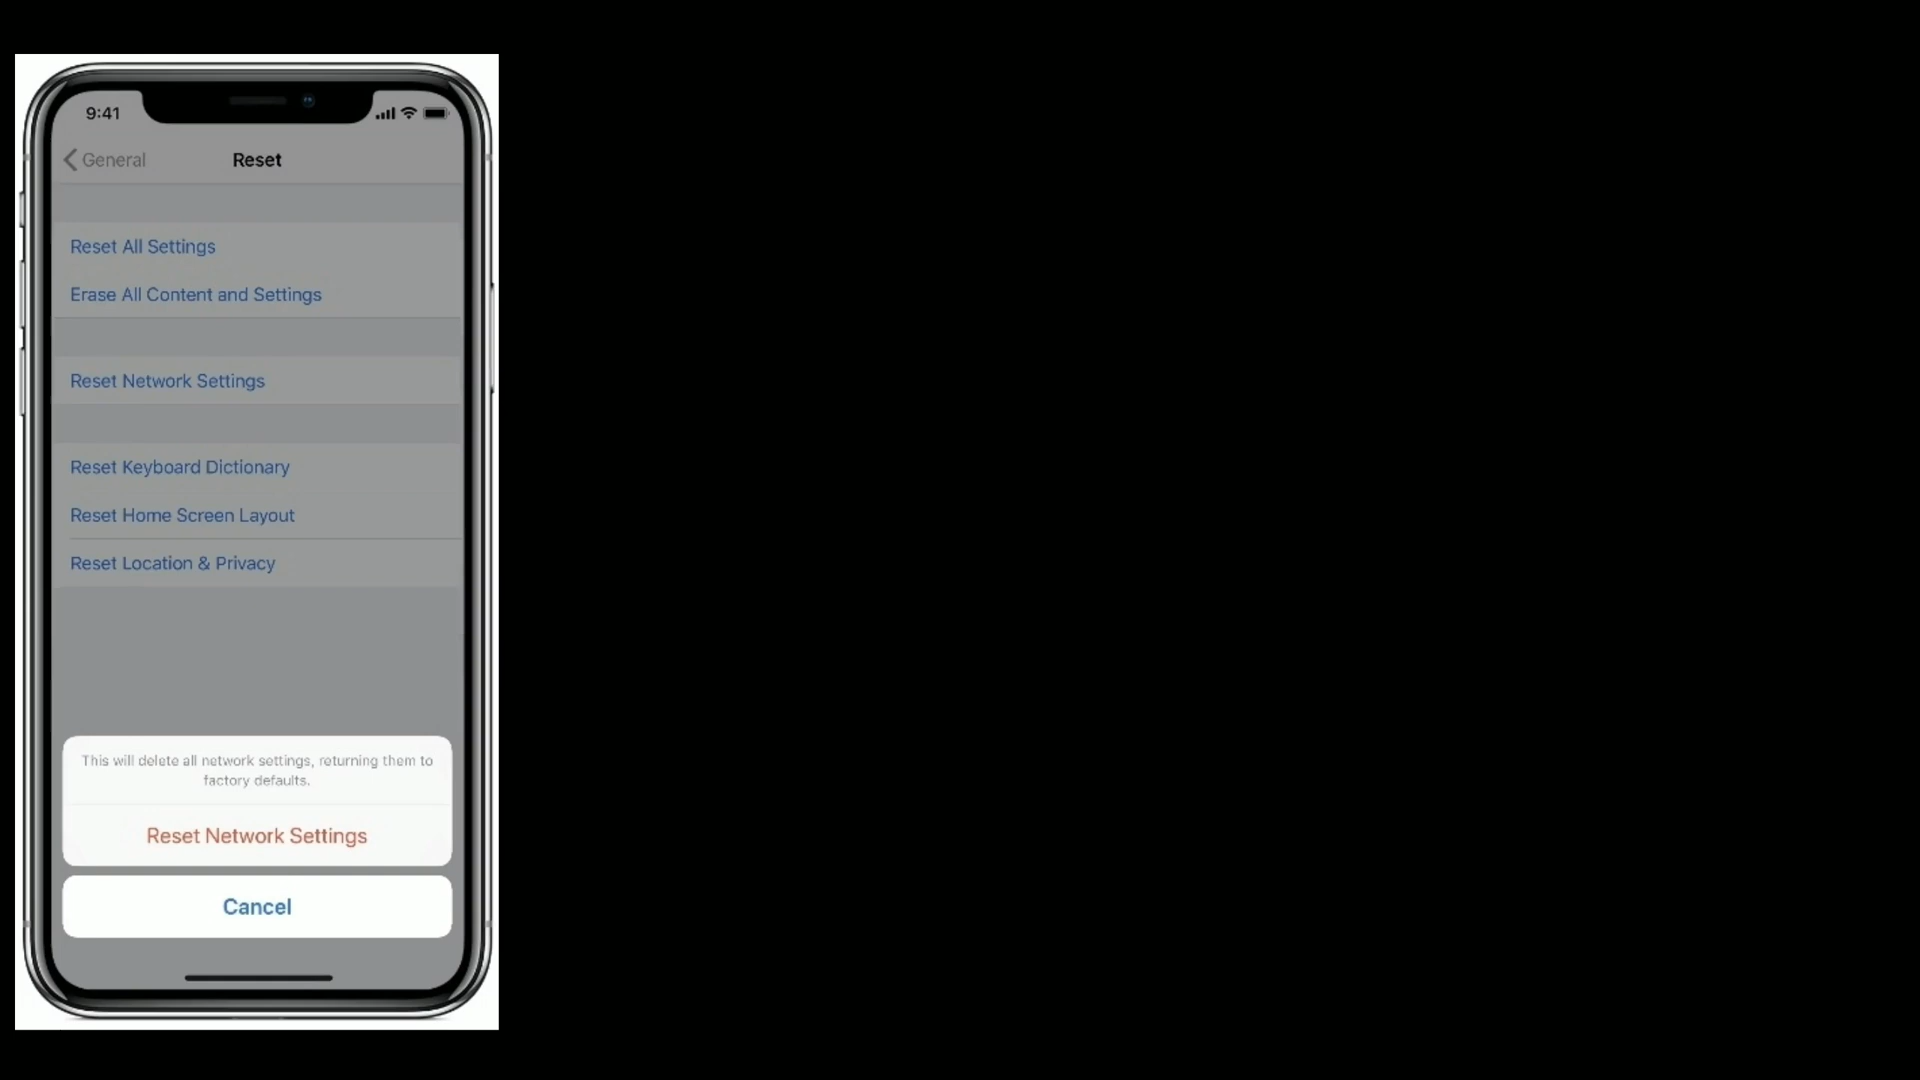 9:41
General
Reset
Reset All Settings
Erase All Content and Settings
Reset Network Settings
Reset Keyboard Dictionary
Reset Home Screen Layout
Reset Location & Privacy
This will delete all network settings, returning them to
factory defaults.
Reset Network Settings
Cancel